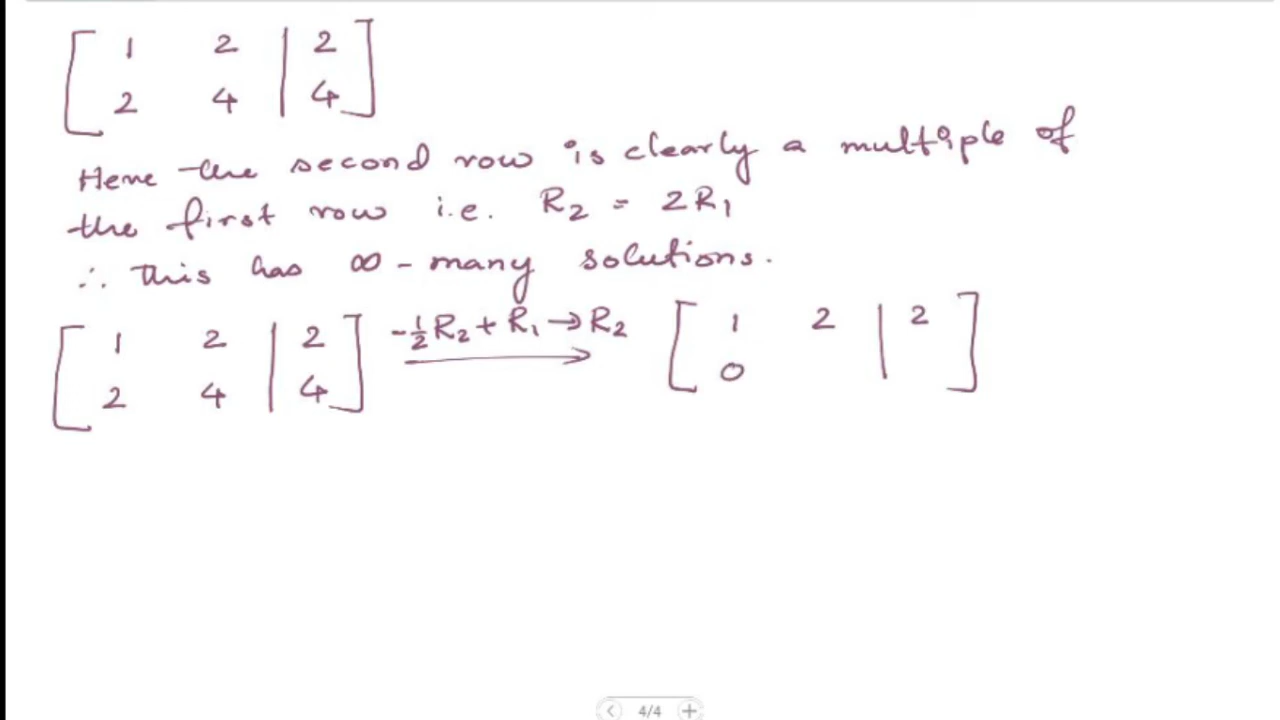 [ 1 2 | 2 ]
[ 2 4 | 4 ]
Here the second row is clearly a multiple of
the first row i.e. R₂ = 2R₁
∴ this has ∞ - many solutions.
[ 1 2 | 2 ] -½R₂ + R₁ → R₂ [ 1 2 | 2 ]
[ 2 4 | 4 ] ⟶ [ 0 | ]
4/4